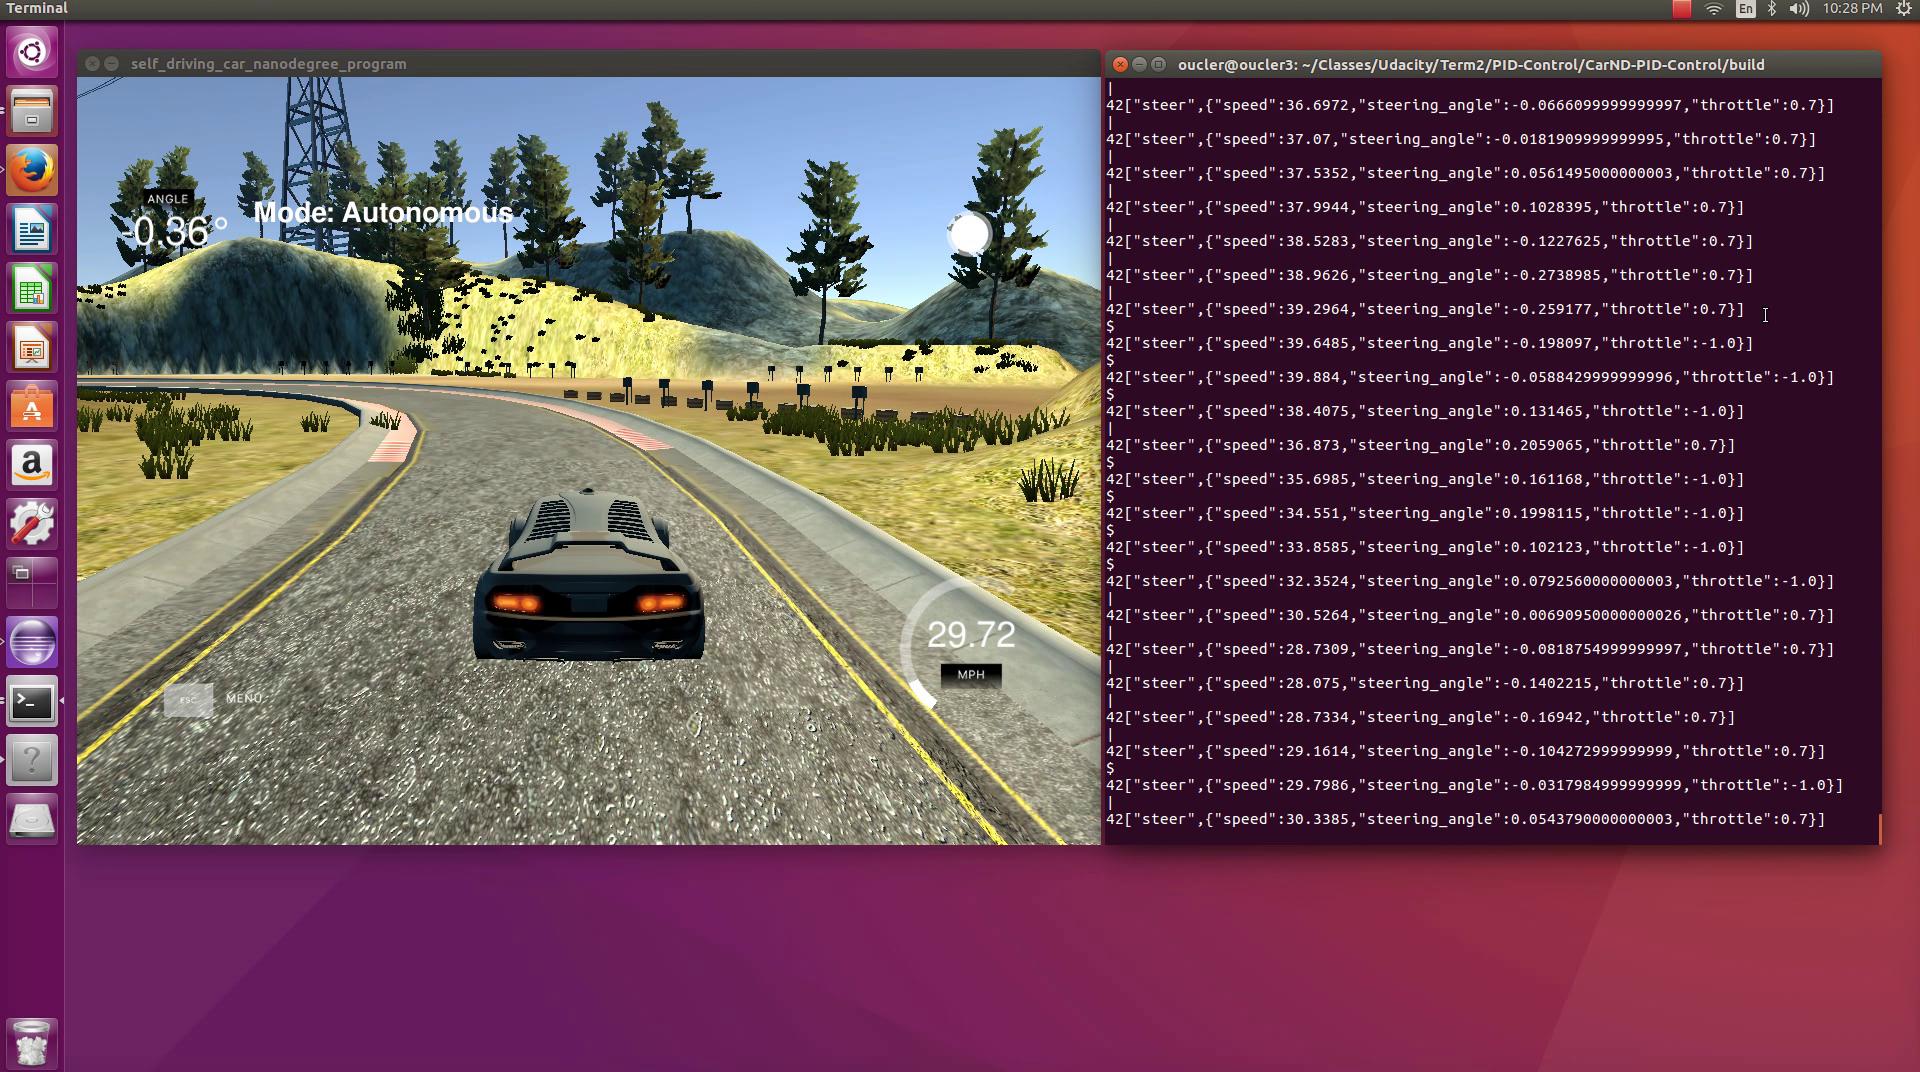 Terminal
En
10:28 PM
self_driving_car_nanodegree_program
ANGLE
-0.36°
Mode: Autonomous
29.72
MPH
ESC
MENU
oucler@oucler3: ~/Classes/Udacity/Term2/PID-Control/CarND-PID-Control/build
|
42["steer",{"speed":36.6972,"steering_angle":-0.0666099999999997,"throttle":0.7}]
|
42["steer",{"speed":37.07,"steering_angle":-0.0181909999999995,"throttle":0.7}]
|
42["steer",{"speed":37.5352,"steering_angle":0.0561495000000003,"throttle":0.7}]
|
42["steer",{"speed":37.9944,"steering_angle":0.1028395,"throttle":0.7}]
|
42["steer",{"speed":38.5283,"steering_angle":-0.1227625,"throttle":0.7}]
|
42["steer",{"speed":38.9626,"steering_angle":-0.2738985,"throttle":0.7}]
|
42["steer",{"speed":39.2964,"steering_angle":-0.259177,"throttle":0.7}]
$
42["steer",{"speed":39.6485,"steering_angle":-0.198097,"throttle":-1.0}]
$
42["steer",{"speed":39.884,"steering_angle":-0.0588429999999996,"throttle":-1.0}]
$
42["steer",{"speed":38.4075,"steering_angle":0.131465,"throttle":-1.0}]
|
42["steer",{"speed":36.873,"steering_angle":0.2059065,"throttle":0.7}]
$
42["steer",{"speed":35.6985,"steering_angle":0.161168,"throttle":-1.0}]
$
42["steer",{"speed":34.551,"steering_angle":0.1998115,"throttle":-1.0}]
$
42["steer",{"speed":33.8585,"steering_angle":0.102123,"throttle":-1.0}]
$
42["steer",{"speed":32.3524,"steering_angle":0.0792560000000003,"throttle":-1.0}]
|
42["steer",{"speed":30.5264,"steering_angle":0.00690950000000026,"throttle":0.7}]
|
42["steer",{"speed":28.7309,"steering_angle":-0.0818754999999997,"throttle":0.7}]
|
42["steer",{"speed":28.075,"steering_angle":-0.1402215,"throttle":0.7}]
|
42["steer",{"speed":28.7334,"steering_angle":-0.16942,"throttle":0.7}]
|
42["steer",{"speed":29.1614,"steering_angle":-0.104272999999999,"throttle":0.7}]
$
42["steer",{"speed":29.7986,"steering_angle":-0.0317984999999999,"throttle":-1.0}]
|
42["steer",{"speed":30.3385,"steering_angle":0.0543790000000003,"throttle":0.7}]